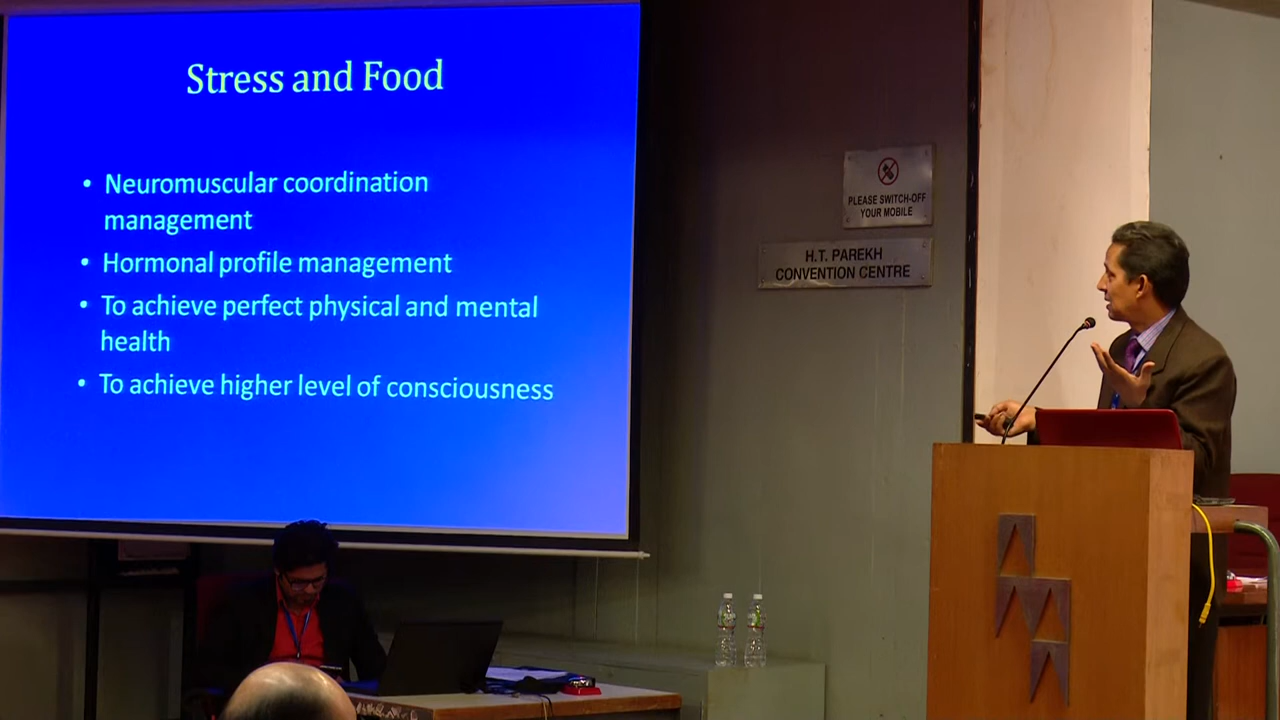 Stress and Food
• Neuromuscular coordination
management
• Hormonal profile management
• To achieve perfect physical and mental
health
• To achieve higher level of consciousness
PLEASE SWITCH-OFF
YOUR MOBILE
H.T. PAREKH
CONVENTION CENTRE